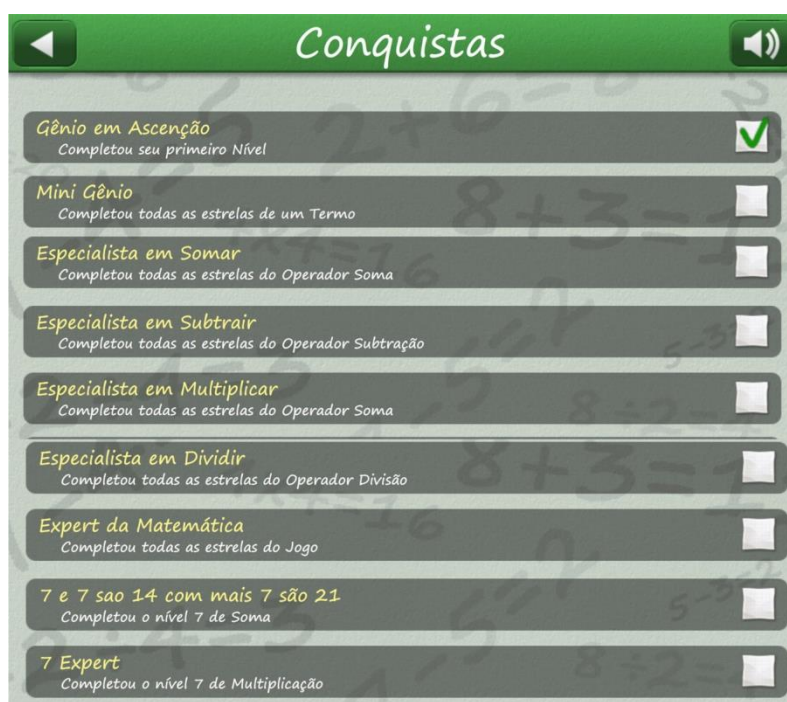 Conquistas
Gênio em Ascenção
Completou seu primeiro Nível
Mini Gênio
Completou todas as estrelas de um Termo
Especialista em Somar
Completou todas as estrelas do Operador Soma
Especialista em Subtrair
Completou todas as estrelas do Operador Subtração
Especialista em Multiplicar
Completou todas as estrelas do Operador Soma
Especialista em Dividir
Completou todas as estrelas do Operador Divisão
Expert da Matemática
Completou todas as estrelas do Jogo
7 e 7 sao 14 com mais 7 são 21
Completou o nível 7 de Soma
7 Expert
Completou o nível 7 de Multiplicação